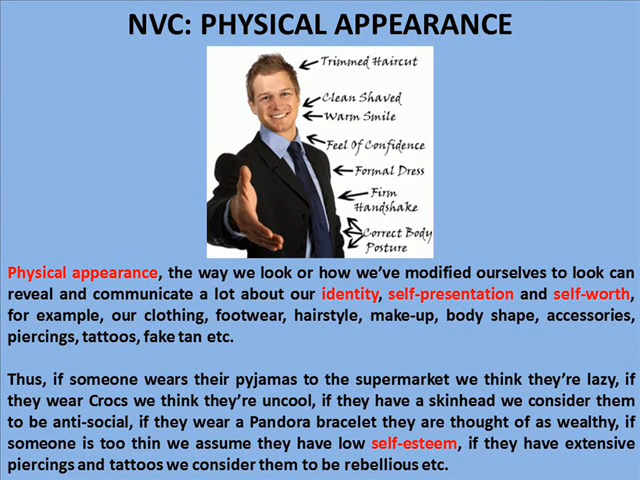 NVC: PHYSICAL APPEARANCE
Trimmed Haircut
Clean Shaved
Warm Smile
Feel Of Confidence
Formal Dress
Firm
Handshake
Correct Body
Posture
Physical appearance, the way we look or how we've modified ourselves to look can
reveal and communicate a lot about our identity, self-presentation and self-worth,
for example, our clothing, footwear, hairstyle, make-up, body shape, accessories,
piercings, tattoos, fake tan etc.
Thus, if someone wears their pyjamas to the supermarket we think they're lazy, if
they wear Crocs we think they're uncool, if they have a skinhead we consider them
to be anti-social, if they wear a Pandora bracelet they are thought of as wealthy, if
someone is too thin we assume they have low self-esteem, if they have extensive
piercings and tattoos we consider them to be rebellious etc.